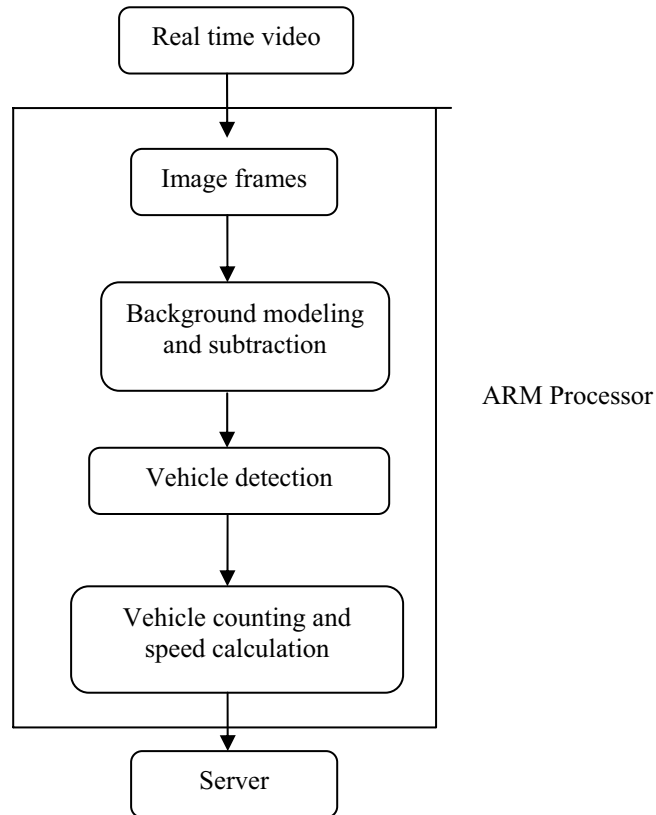 Real time video
Image frames
Background modeling
and subtraction
ARM Processor
Vehicle detection
Vehicle counting and
speed calculation
Server